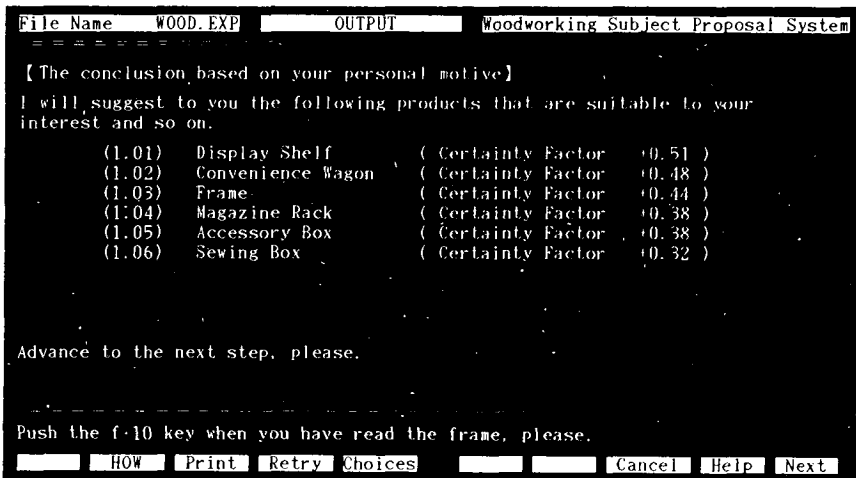 File Name WOOD.EXP OUTPUT Woodworking Subject Proposal System
【The conclusion based on your personal motive】
I will suggest to you the following products that are suitable to your
interest and so on.
(1.01) Display Shelf ( Certainty Factor +0.51 )
(1.02) Convenience Wagon ( Certainty Factor +0.48 )
(1.03) Frame ( Certainty Factor +0.44 )
(1.04) Magazine Rack ( Certainty Factor +0.38 )
(1.05) Accessory Box ( Certainty Factor +0.38 )
(1.06) Sewing Box ( Certainty Factor +0.32 )
Advance to the next step, please.
Push the f·10 key when you have read the frame, please.
HOW Print Retry Choices Cancel Help Next